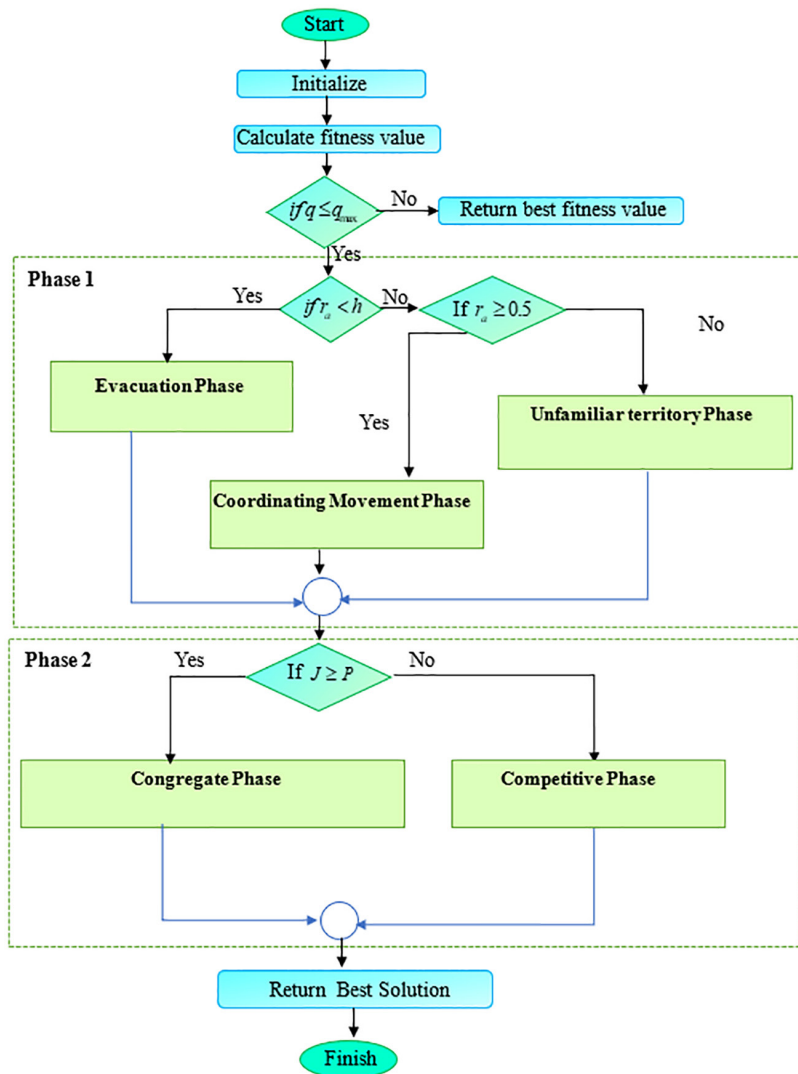 Start
Initialize
Calculate fitness value
if q ≤ q_max
No
Return best fitness value
Yes
Phase 1
Yes
if r_a < h
No
If r_a ≥ 0.5
No
Evacuation Phase
Yes
Unfamiliar territory Phase
Coordinating Movement Phase
Phase 2
Yes
If J ≥ P
No
Congregate Phase
Competitive Phase
Return Best Solution
Finish